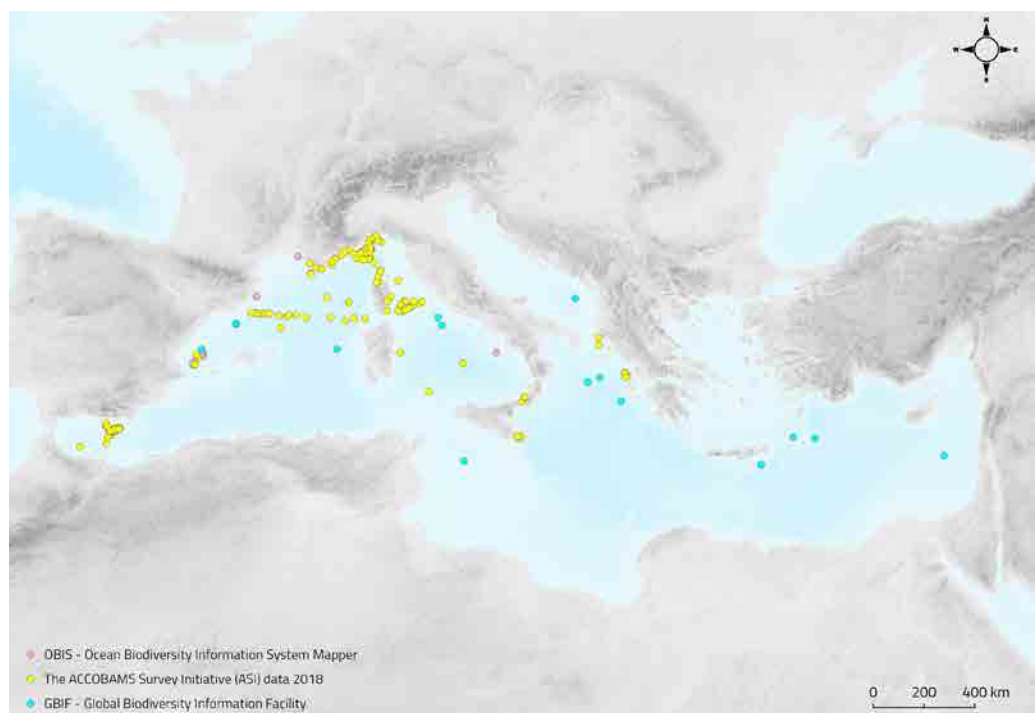 N
W E
S
OBIS - Ocean Biodiversity Information System Mapper
The ACCOBAMS Survey Initiative (ASI) data 2018
GBIF - Global Biodiversity Information Facility
0 200 400 km